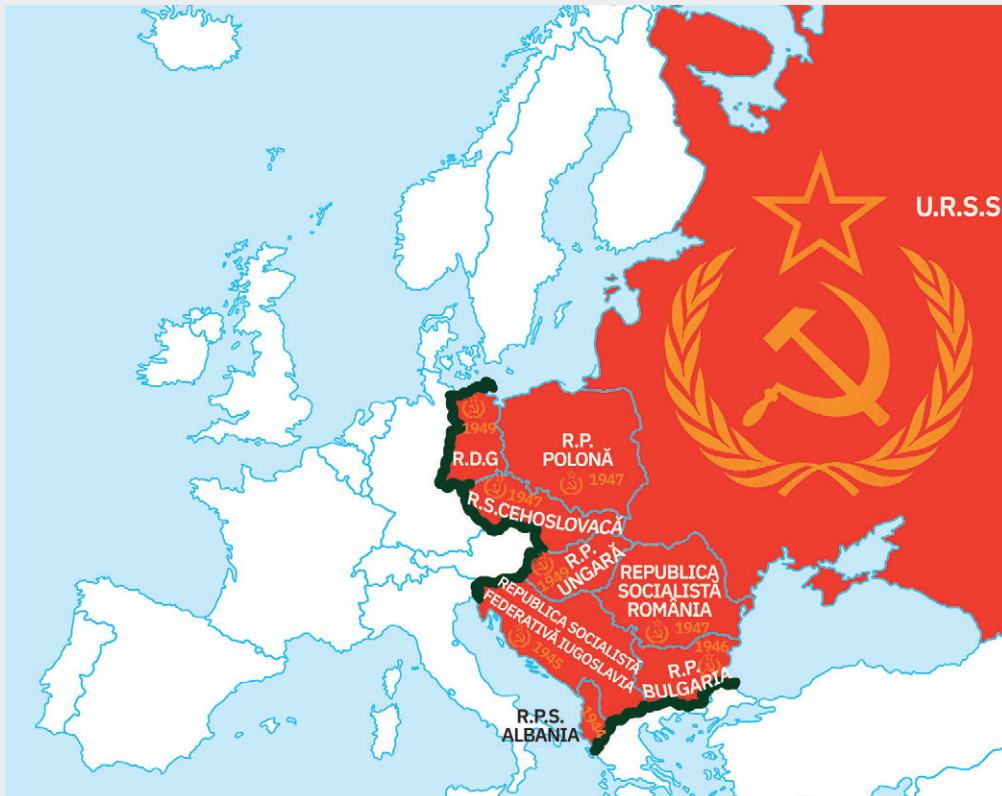 U.R.S.S
1949
R.D.G
R.P.
POLONĂ
1947
1947
R.S.CEHOSLOVACĂ
R.P.
UNGARĂ
1949
REPUBLICA
SOCIALISTĂ
ROMÂNIA
1947
REPUBLICA SOCIALISTĂ
FEDERATIVĂ IUGOSLAVIA
1945
1946
R.P.
BULGARIA
R.P.S.
ALBANIA
1944